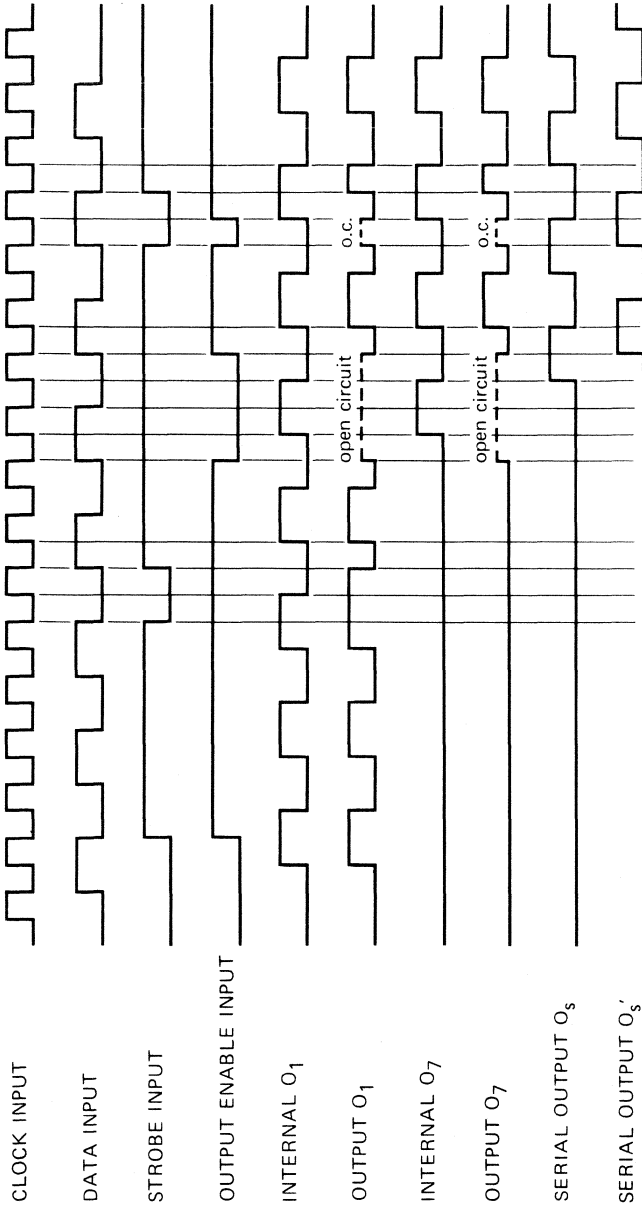 CLOCK INPUT
DATA INPUT
STROBE INPUT
OUTPUT ENABLE INPUT
INTERNAL O1
OUTPUT O1
open circuit
o.c.
INTERNAL O7
OUTPUT O7
open circuit
o.c.
SERIAL OUTPUT Os
SERIAL OUTPUT Os'